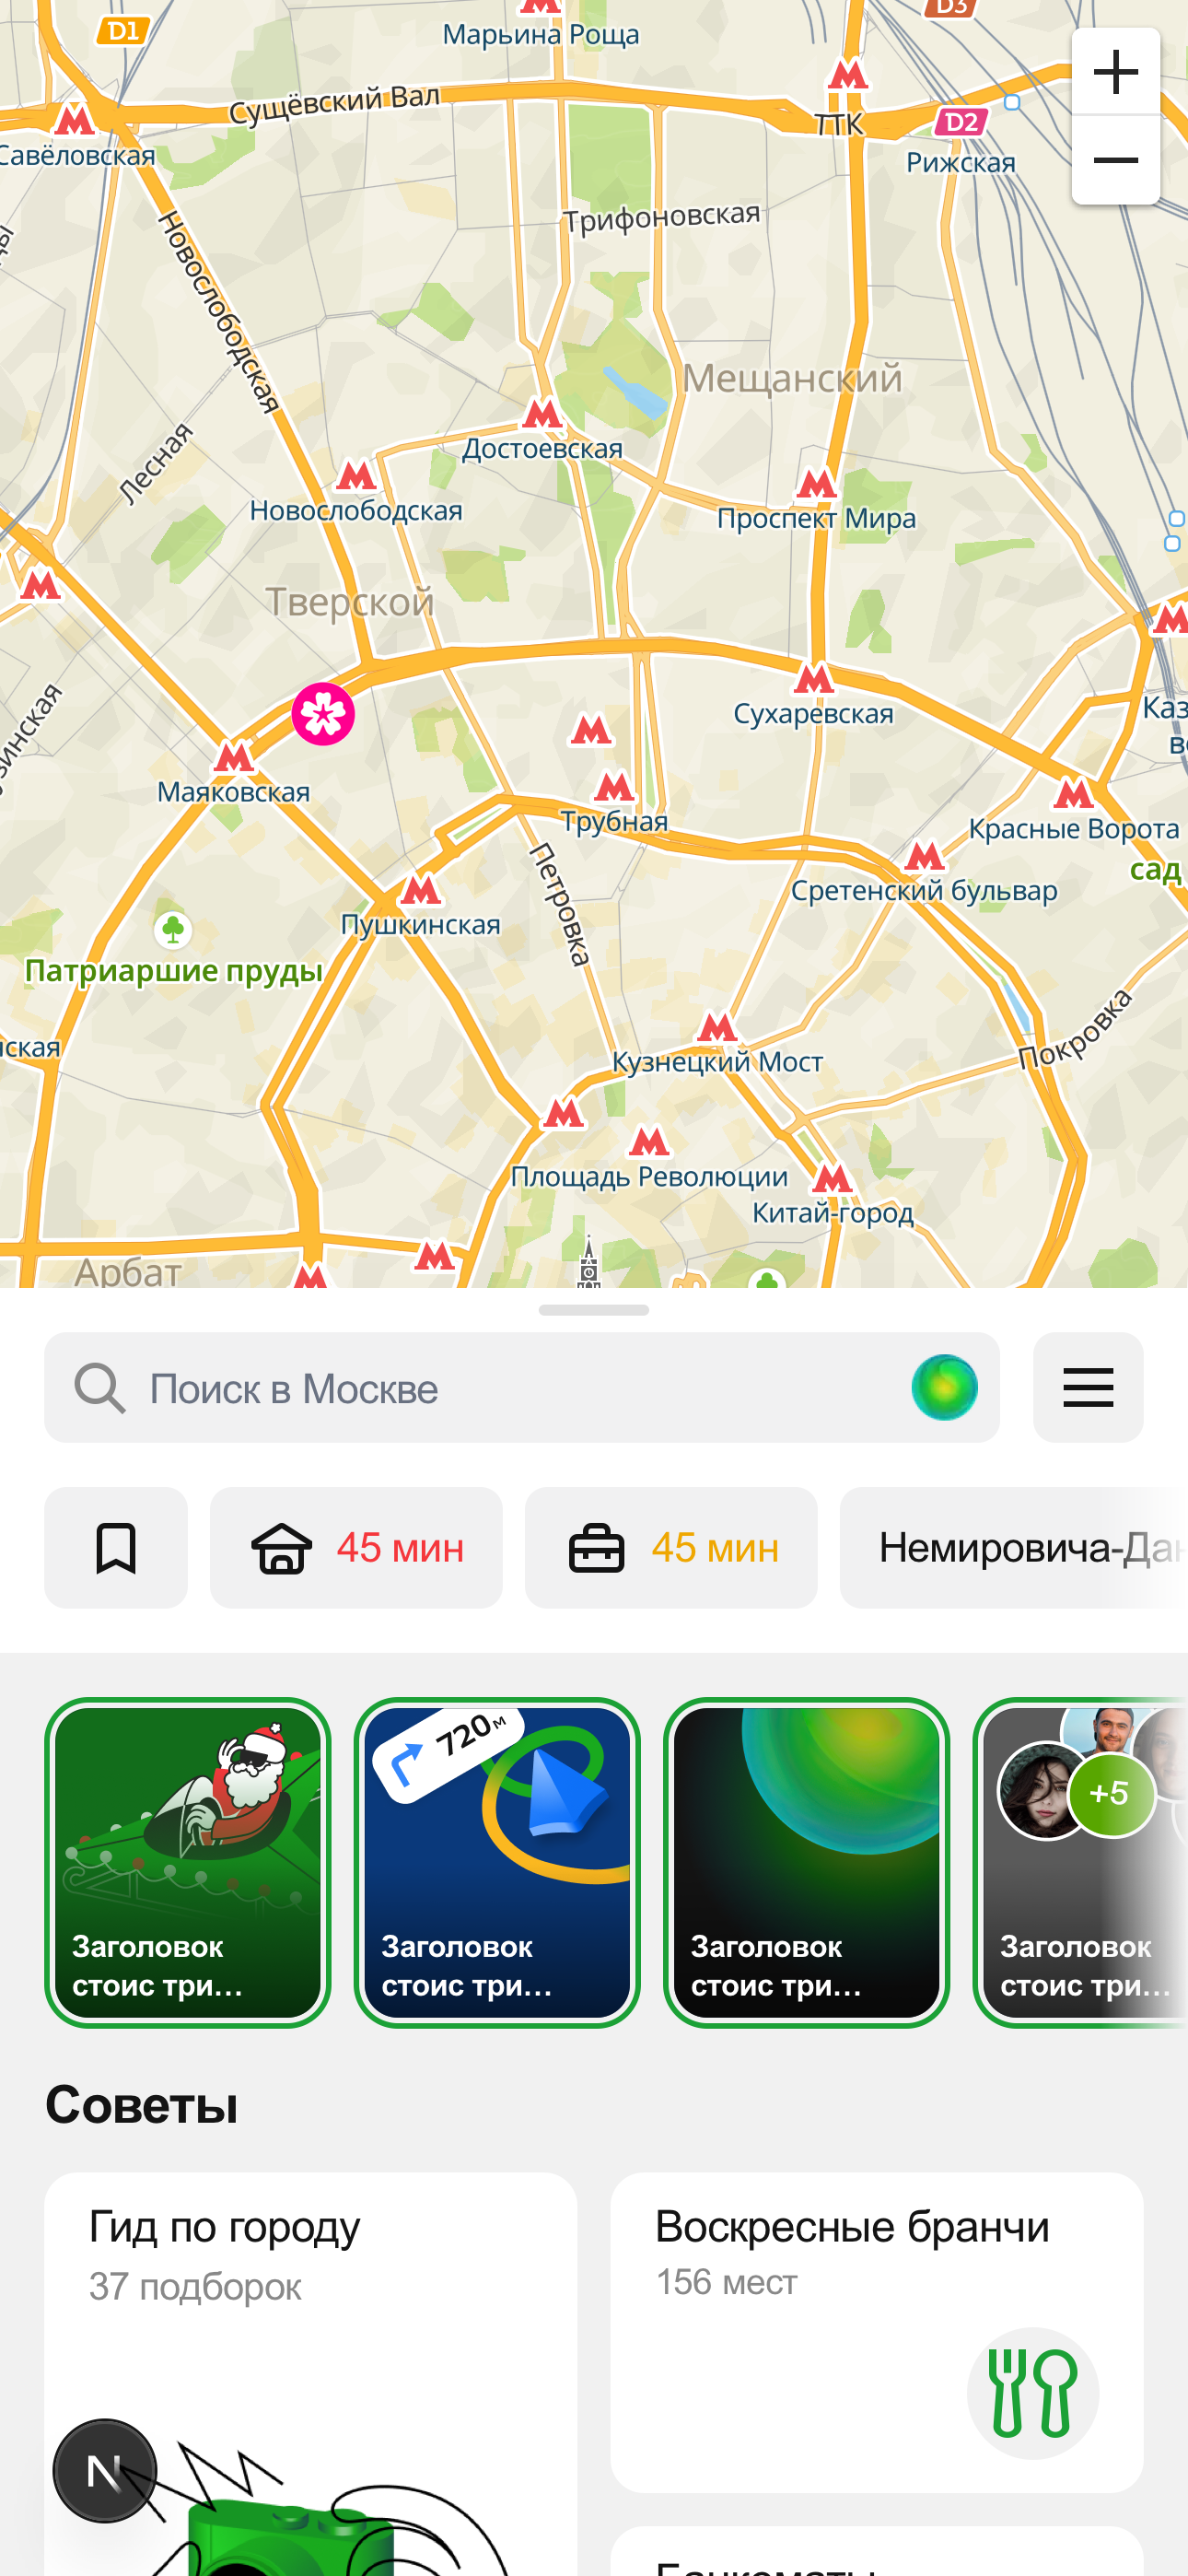 D1
Марьина Роща
D3
Сущёвский Вал
ТТК
D2
Савёловская
Рижская
Трифоновская
Новослободская
Мещанский
Лесная
Достоевская
Новослободская
Проспект Мира
Тверской
Сухаревская
Маяковская
Трубная
Красные Ворота
сад
Петровка
Сретенский бульвар
Пушкинская
Патриаршие пруды
Покровка
Кузнецкий Мост
Площадь Революции
Китай-город
Арбат
Поиск в Москве
45 мин
45 мин
Немировича-Дан
720м
+5
Заголовок
стоис три...
Заголовок
стоис три...
Заголовок
стоис три...
Заголовок
стоис три...
Советы
Гид по городу
37 подборок
Воскресные бранчи
156 мест
N